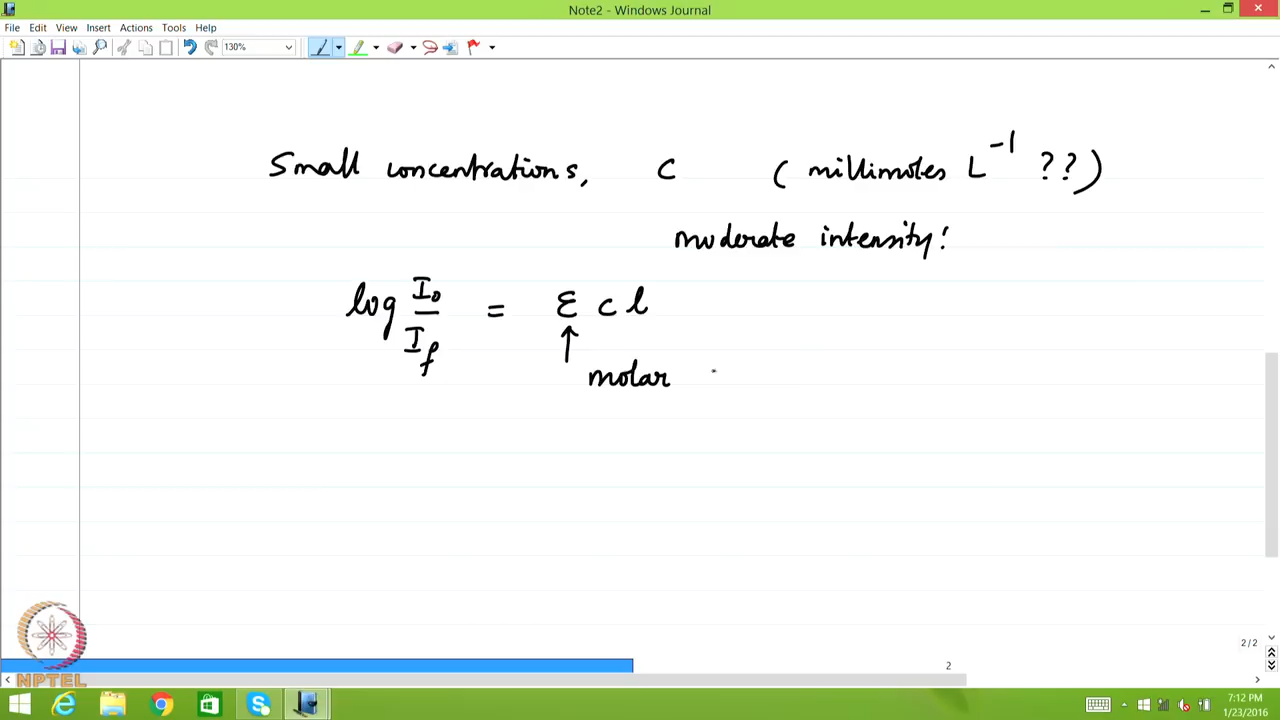 Note2 - Windows Journal
File Edit View Insert Actions Tools Help
130%
Small concentrations, C ( millimoles L⁻¹ ??)
moderate intensity!
log I₀/I_f = ε c l
↑
molar
2 / 2
2
NPTEL
7:12 PM
1/23/2016